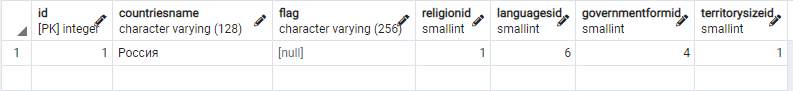 id countriesname flag religionid languagesid governmentformid territorysizeid
[PK] integer character varying (128) character varying (256) smallint smallint smallint smallint
1 1 Россия [null] 1 6 4 1